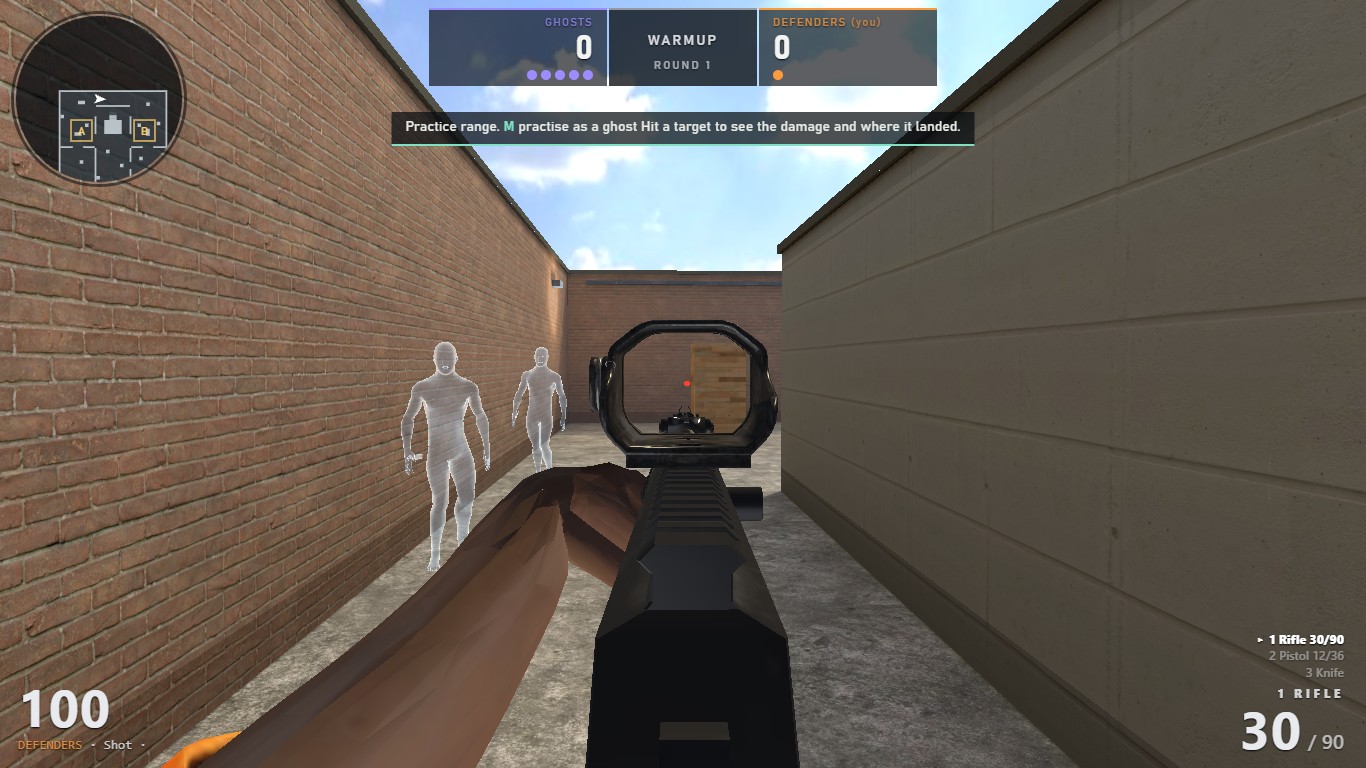 GHOSTS
0
WARMUP
ROUND 1
DEFENDERS (you)
0
Practice range. M practise as a ghost Hit a target to see the damage and where it landed.
A
B
▸ 1 Rifle 30/90
2 Pistol 12/36
3 Knife
1 RIFLE
30 / 90
100
DEFENDERS · Shot ·